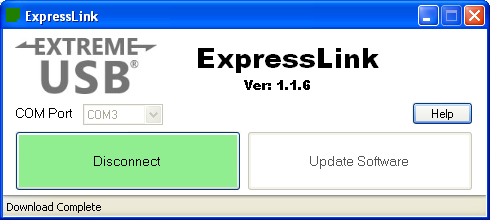 ExpressLink
EXTREME
USB®
ExpressLink
Ver: 1.1.6
COM Port COM3
Help
Disconnect
Update Software
Download Complete